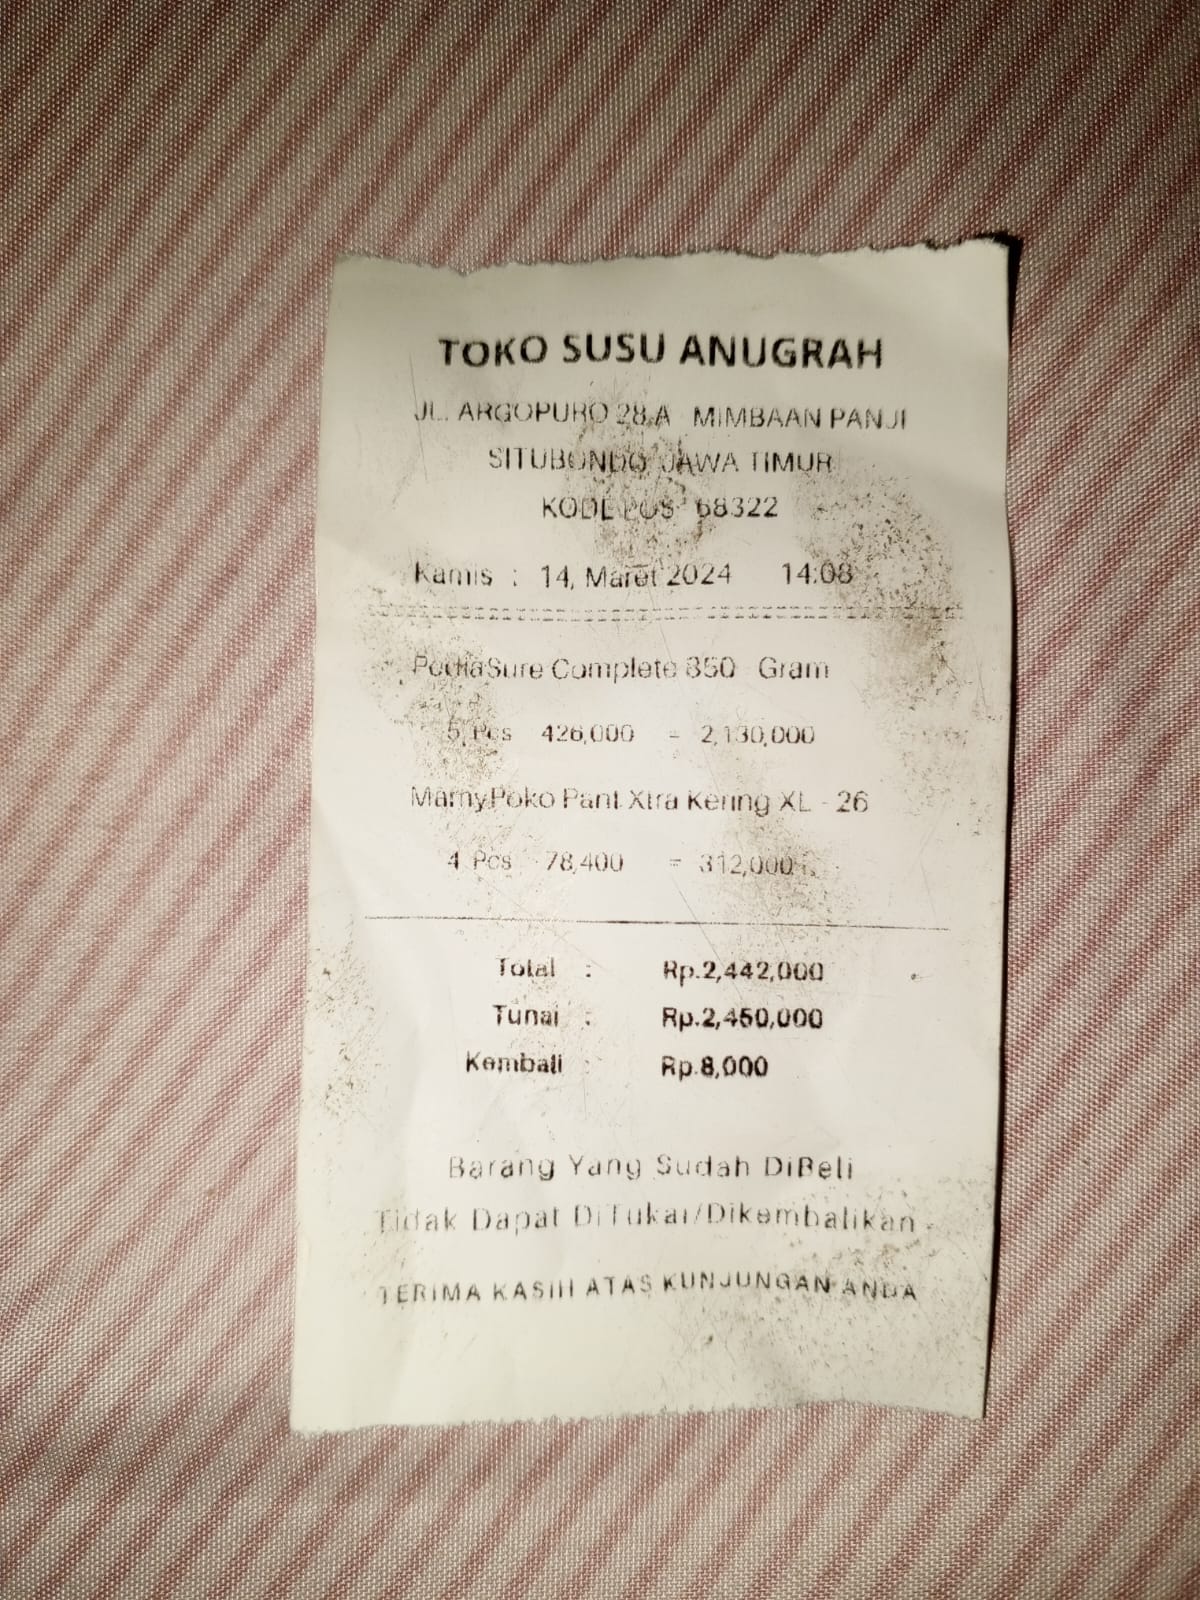 TOKO SUSU ANUGRAH
JL. ARGOPURO 28 A MIMBAAN PANJI
SITUBONDO JAWA TIMUR
KODE POS 68322
Kamis : 14, Maret 2024 14:08
PediaSure Complete 850 Gram
5 Pcs 426,000 = 2,130,000
MamyPoko Pant Xtra Kering XL - 26
4 Pcs 78,400 = 312,000
Total : Rp.2,442,000
Tunai : Rp.2,450,000
Kembali : Rp.8,000
Barang Yang Sudah DiBeli
Tidak Dapat DiTukar/Dikembalikan
TERIMA KASIH ATAS KUNJUNGAN ANDA